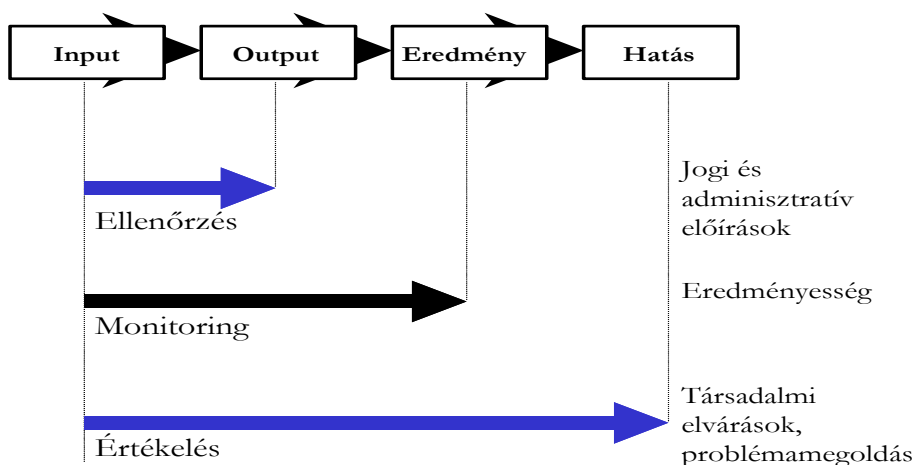 Input Output Eredmény Hatás
Jogi és
adminisztratív
előírások
Ellenőrzés
Eredményesség
Monitoring
Társadalmi
elvárások,
problémamegoldás
Értékelés